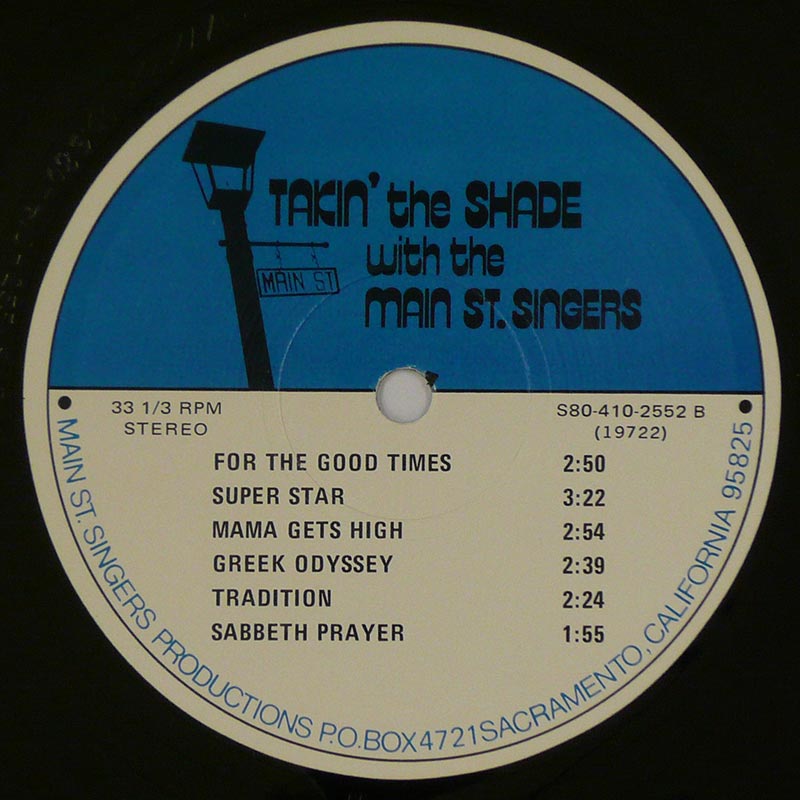 TAKIN' the SHADE
with the
MAIN ST. SINGERS
MAIN ST
33 1/3 RPM
STEREO
S80-410-2552 B
(19722)
FOR THE GOOD TIMES 2:50
SUPER STAR 3:22
MAMA GETS HIGH 2:54
GREEK ODYSSEY 2:39
TRADITION 2:24
SABBETH PRAYER 1:55
MAIN ST. SINGERS PRODUCTIONS P.O. BOX 4721 SACRAMENTO, CALIFORNIA 95825